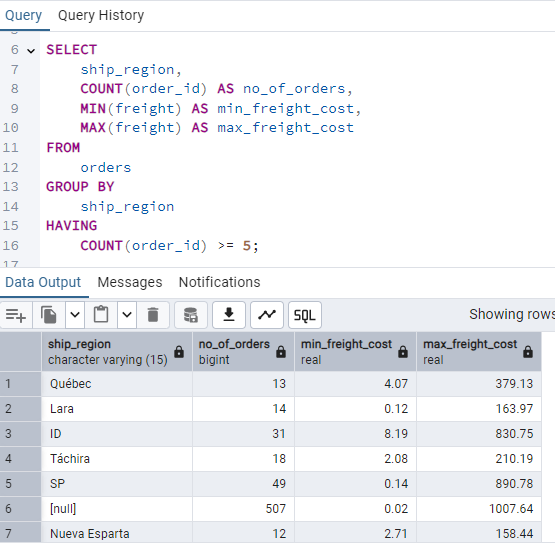 Query Query History
6 SELECT
7 ship_region,
8 COUNT(order_id) AS no_of_orders,
9 MIN(freight) AS min_freight_cost,
10 MAX(freight) AS max_freight_cost
11 FROM
12 orders
13 GROUP BY
14 ship_region
15 HAVING
16 COUNT(order_id) >= 5;
17
Data Output Messages Notifications
SQL Showing rows
ship_region no_of_orders min_freight_cost max_freight_cost
character varying (15) bigint real real
1 Québec 13 4.07 379.13
2 Lara 14 0.12 163.97
3 ID 31 8.19 830.75
4 Táchira 18 2.08 210.19
5 SP 49 0.14 890.78
6 [null] 507 0.02 1007.64
7 Nueva Esparta 12 2.71 158.44